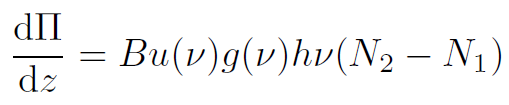 dΠ/dz = Bu(ν)g(ν)hν(N₂ − N₁)